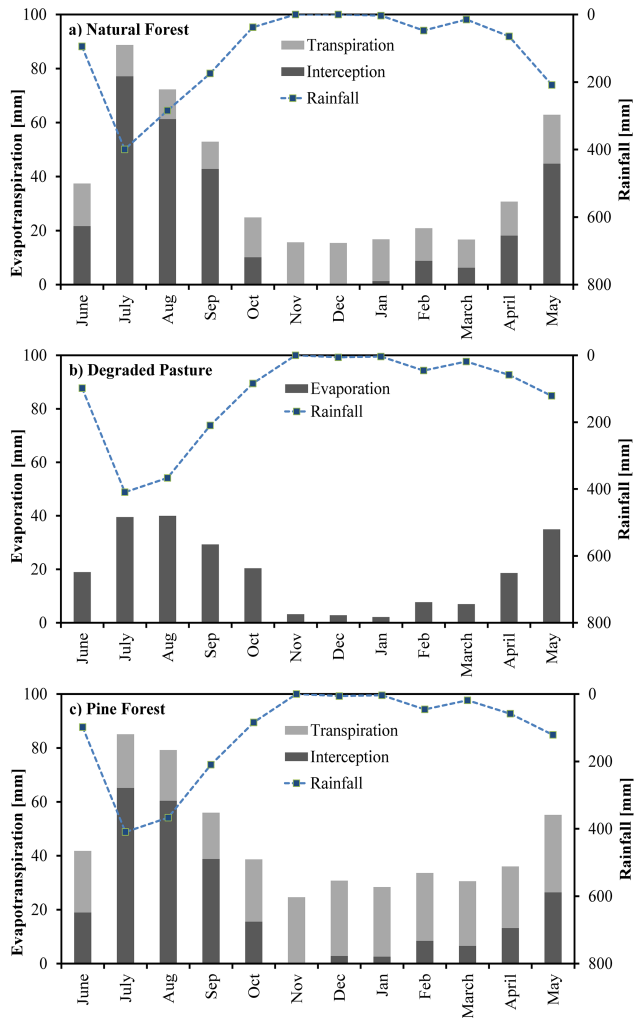 a) Natural Forest
Transpiration
Interception
Rainfall
Evapotranspiration [mm]
100
80
60
40
20
0
0
200
400
600
800
Rainfall [mm]
June
July
Aug
Sep
Oct
Nov
Dec
Jan
Feb
March
April
May
b) Degraded Pasture
Evaporation
Rainfall
Evaporation [mm]
100
80
60
40
20
0
0
200
400
600
800
Rainfall [mm]
June
July
Aug
Sep
Oct
Nov
Dec
Jan
Feb
March
April
May
c) Pine Forest
Transpiration
Interception
Rainfall
Evapotranspiration [mm]
100
80
60
40
20
0
0
200
400
600
800
Rainfall [mm]
June
July
Aug
Sep
Oct
Nov
Dec
Jan
Feb
March
April
May